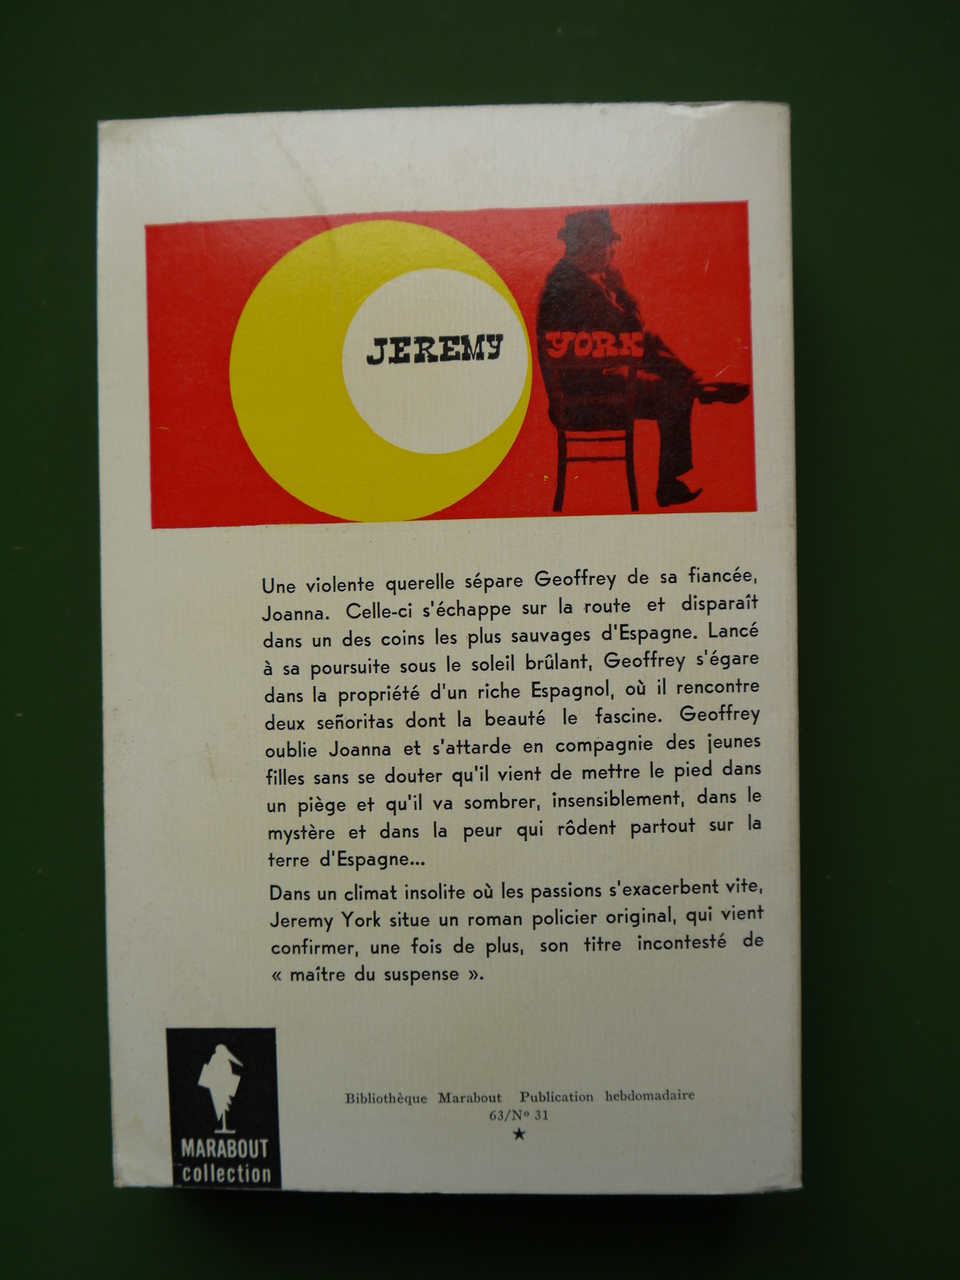 JEREMY YORK
Une violente querelle sépare Geoffrey de sa fiancée,
Joanna. Celle-ci s'échappe sur la route et disparaît
dans un des coins les plus sauvages d'Espagne. Lancé
à sa poursuite sous le soleil brûlant, Geoffrey s'égare
dans la propriété d'un riche Espagnol, où il rencontre
deux señoritas dont la beauté le fascine. Geoffrey
oublie Joanna et s'attarde en compagnie des jeunes
filles sans se douter qu'il vient de mettre le pied dans
un piège et qu'il va sombrer, insensiblement, dans le
mystère et dans la peur qui rôdent partout sur la
terre d'Espagne...
Dans un climat insolite où les passions s'exacerbent vite,
Jeremy York situe un roman policier original, qui vient
confirmer, une fois de plus, son titre incontesté de
« maître du suspense ».
Bibliothèque Marabout Publication hebdomadaire
63/Nº 31
MARABOUT
collection